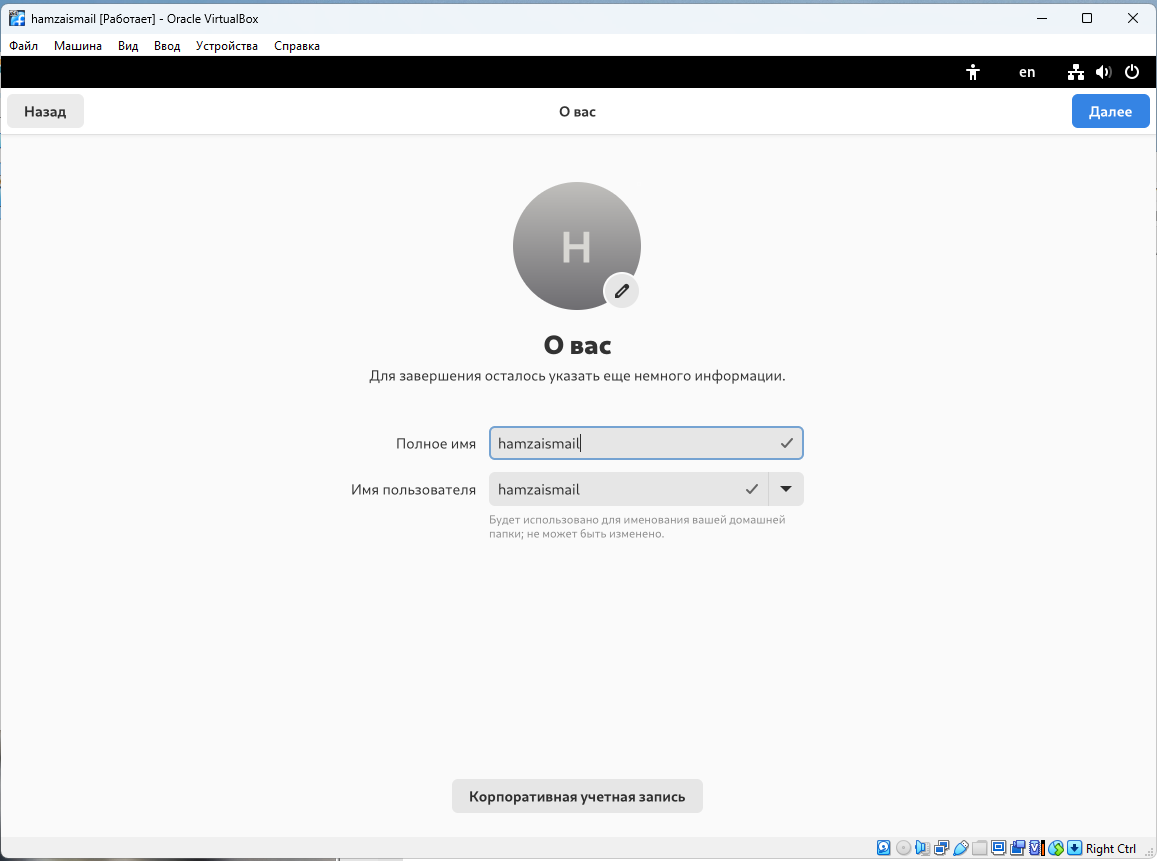 hamzaismail [Работает] - Oracle VirtualBox
Файл Машина Вид Ввод Устройства Справка
en
Назад О вас Далее
H
О вас
Для завершения осталось указать еще немного информации.
Полное имя hamzaismail
Имя пользователя hamzaismail
Будет использовано для именования вашей домашней
папки; не может быть изменено.
Корпоративная учетная запись
Right Ctrl